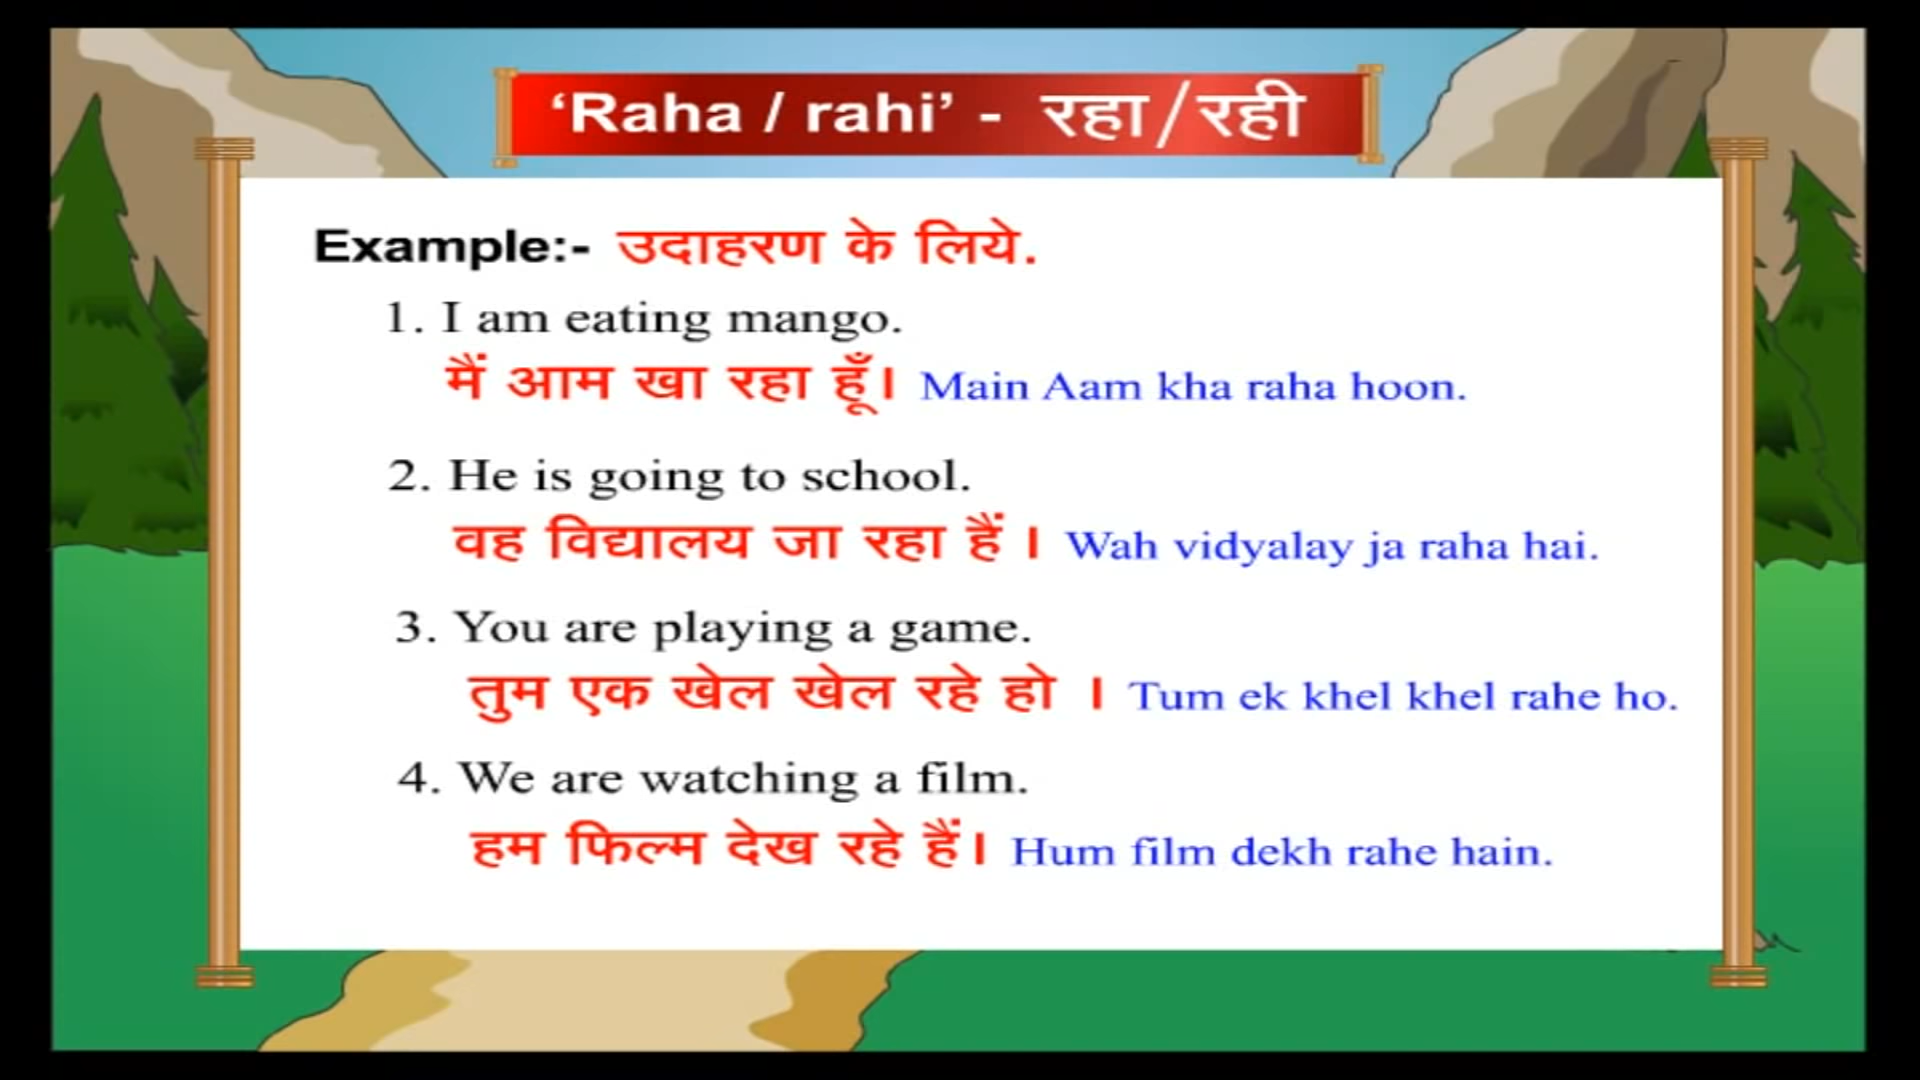 ‘Raha / rahi’ - रहा/रही
Example:- उदाहरण के लिये.
1. I am eating mango.
मैं आम खा रहा हूँ। Main Aam kha raha hoon.
2. He is going to school.
वह विद्यालय जा रहा हैं । Wah vidyalay ja raha hai.
3. You are playing a game.
तुम एक खेल खेल रहे हो । Tum ek khel khel rahe ho.
4. We are watching a film.
हम फिल्म देख रहे हैं। Hum film dekh rahe hain.